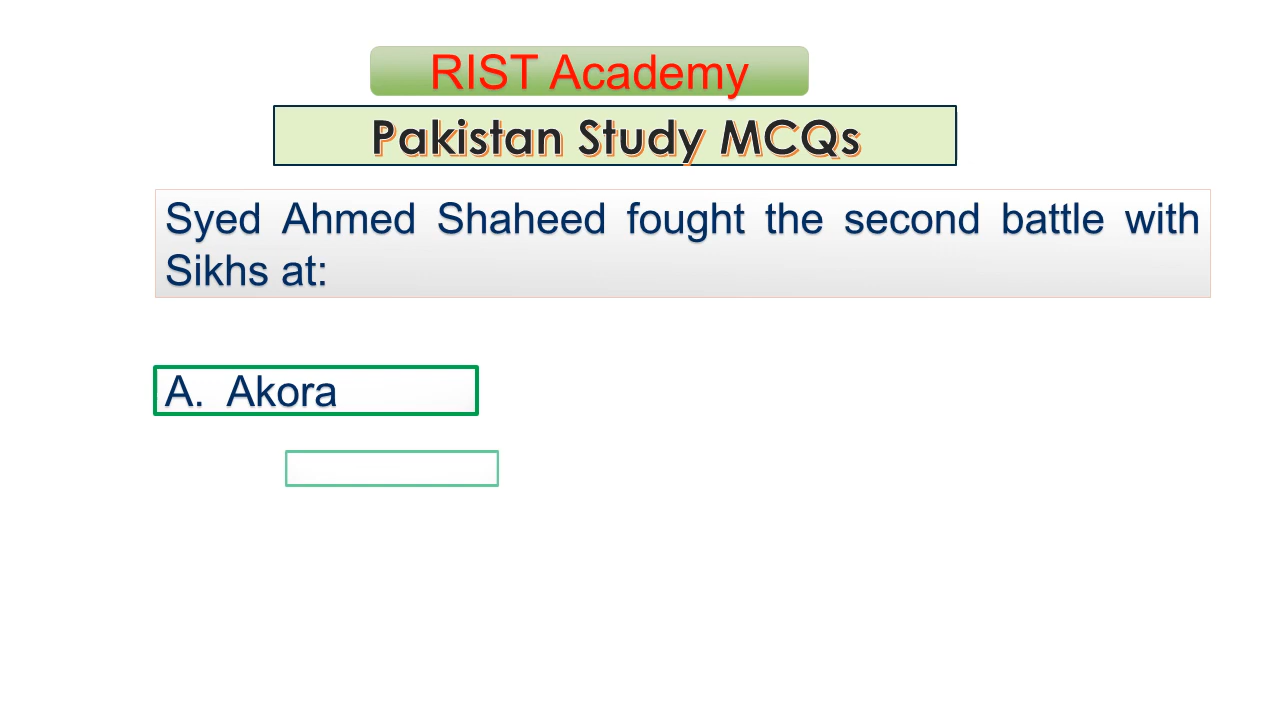 RIST Academy
Pakistan Study MCQs
Syed Ahmed Shaheed fought the second battle with
Sikhs at:
A. Akora